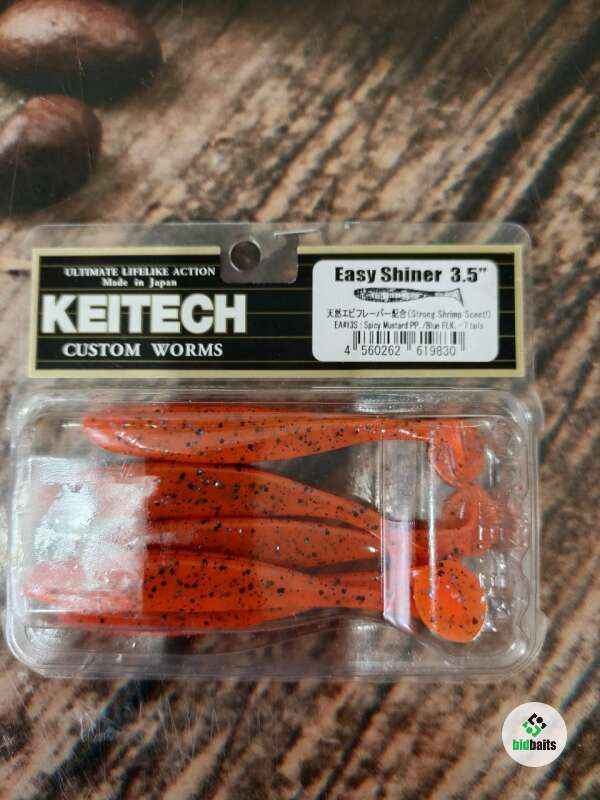 ULTIMATE LIFELIKE ACTION
Made in Japan
KEITECH
CUSTOM WORMS
Easy Shiner 3.5"
天然エビフレーバー配合(Strong Shrimp Scent!)
EA#13S : Spicy Mustard PP./Blue FLK. - 7 tails
4 560262 619830
bidbaits